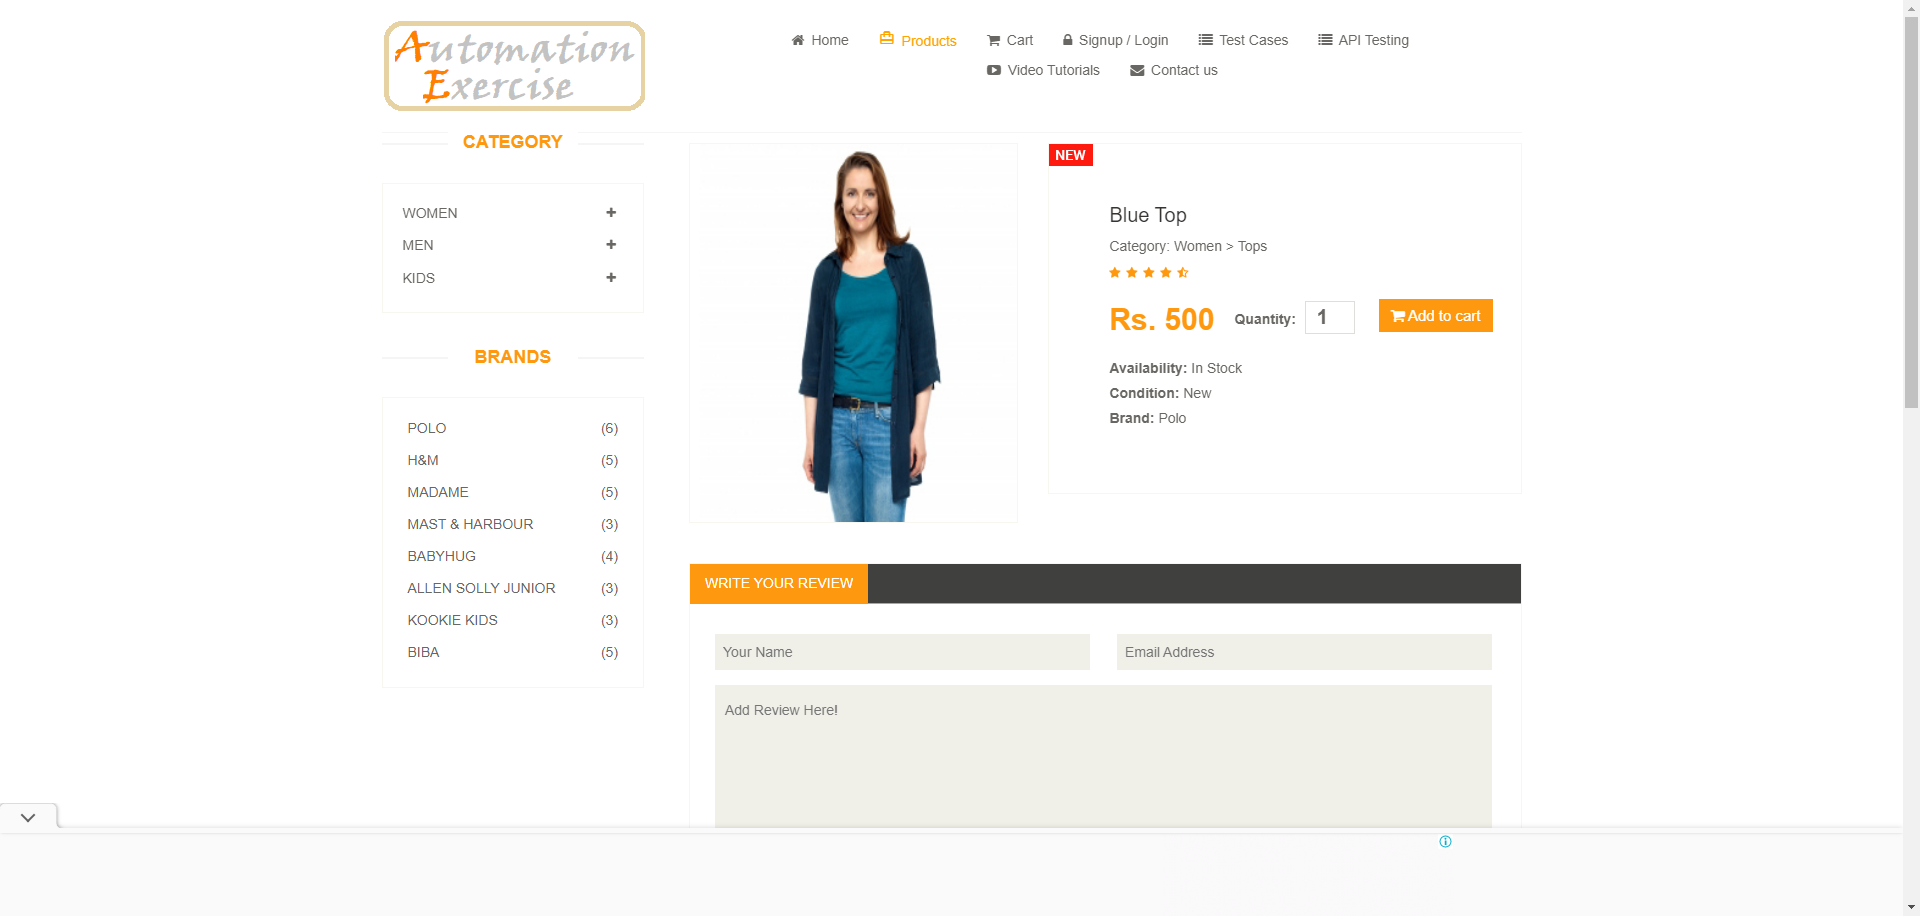 Automation
Exercise
Home
Products
Cart
Signup / Login
Test Cases
API Testing
Video Tutorials
Contact us
CATEGORY
WOMEN
MEN
KIDS
BRANDS
POLO (6)
H&M (5)
MADAME (5)
MAST & HARBOUR (3)
BABYHUG (4)
ALLEN SOLLY JUNIOR (3)
KOOKIE KIDS (3)
BIBA (5)
NEW
Blue Top
Category: Women > Tops
Rs. 500 Quantity: 1 Add to cart
Availability: In Stock
Condition: New
Brand: Polo
WRITE YOUR REVIEW
Your Name
Email Address
Add Review Here!